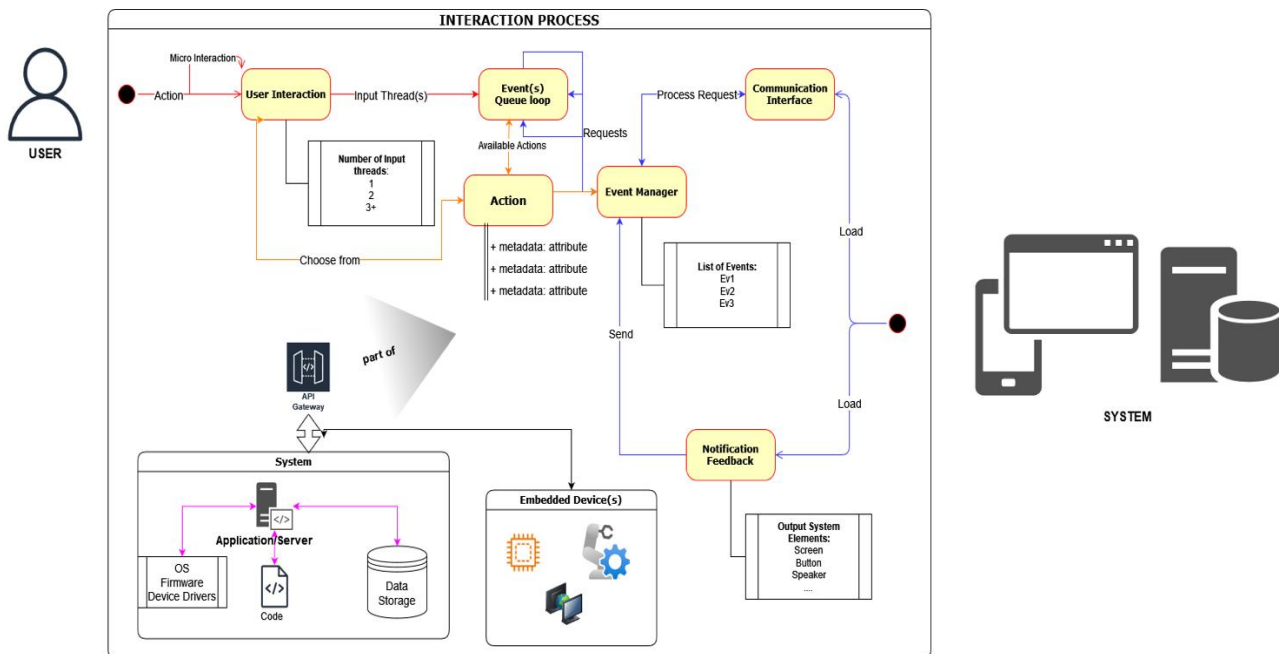 INTERACTION PROCESS
USER
Micro Interaction
Action
User Interaction
Input Thread(s)
Event(s)
Queue loop
Process Request
Communication
Interface
Requests
Available Actions
Number of Input
threads:
1
2
3+
Action
Event Manager
Choose from
+ metadata: attribute
+ metadata: attribute
+ metadata: attribute
List of Events:
Ev1
Ev2
Ev3
Load
Send
part of
API
Gateway
Load
SYSTEM
Notification
Feedback
System
Application/Server
OS
Firmware
Device Drivers
Code
Data
Storage
Embedded Device(s)
Output System
Elements:
Screen
Button
Speaker
....